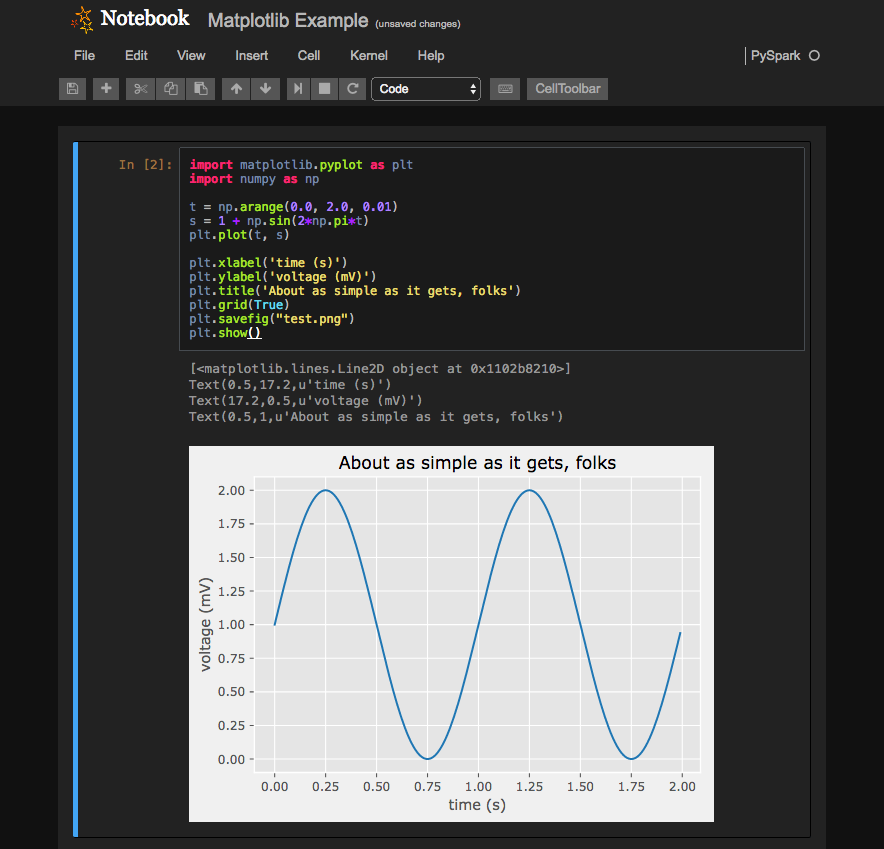 Notebook Matplotlib Example (unsaved changes)
File Edit View Insert Cell Kernel Help PySpark
Code CellToolbar
In [2]:
import matplotlib.pyplot as plt
import numpy as np
t = np.arange(0.0, 2.0, 0.01)
s = 1 + np.sin(2*np.pi*t)
plt.plot(t, s)
plt.xlabel('time (s)')
plt.ylabel('voltage (mV)')
plt.title('About as simple as it gets, folks')
plt.grid(True)
plt.savefig("test.png")
plt.show()
[<matplotlib.lines.Line2D object at 0x1102b8210>]
Text(0.5,17.2,u'time (s)')
Text(17.2,0.5,u'voltage (mV)')
Text(0.5,1,u'About as simple as it gets, folks')
About as simple as it gets, folks
2.00
1.75
1.50
1.25
1.00
0.75
0.50
0.25
0.00
voltage (mV)
0.00 0.25 0.50 0.75 1.00 1.25 1.50 1.75 2.00
time (s)